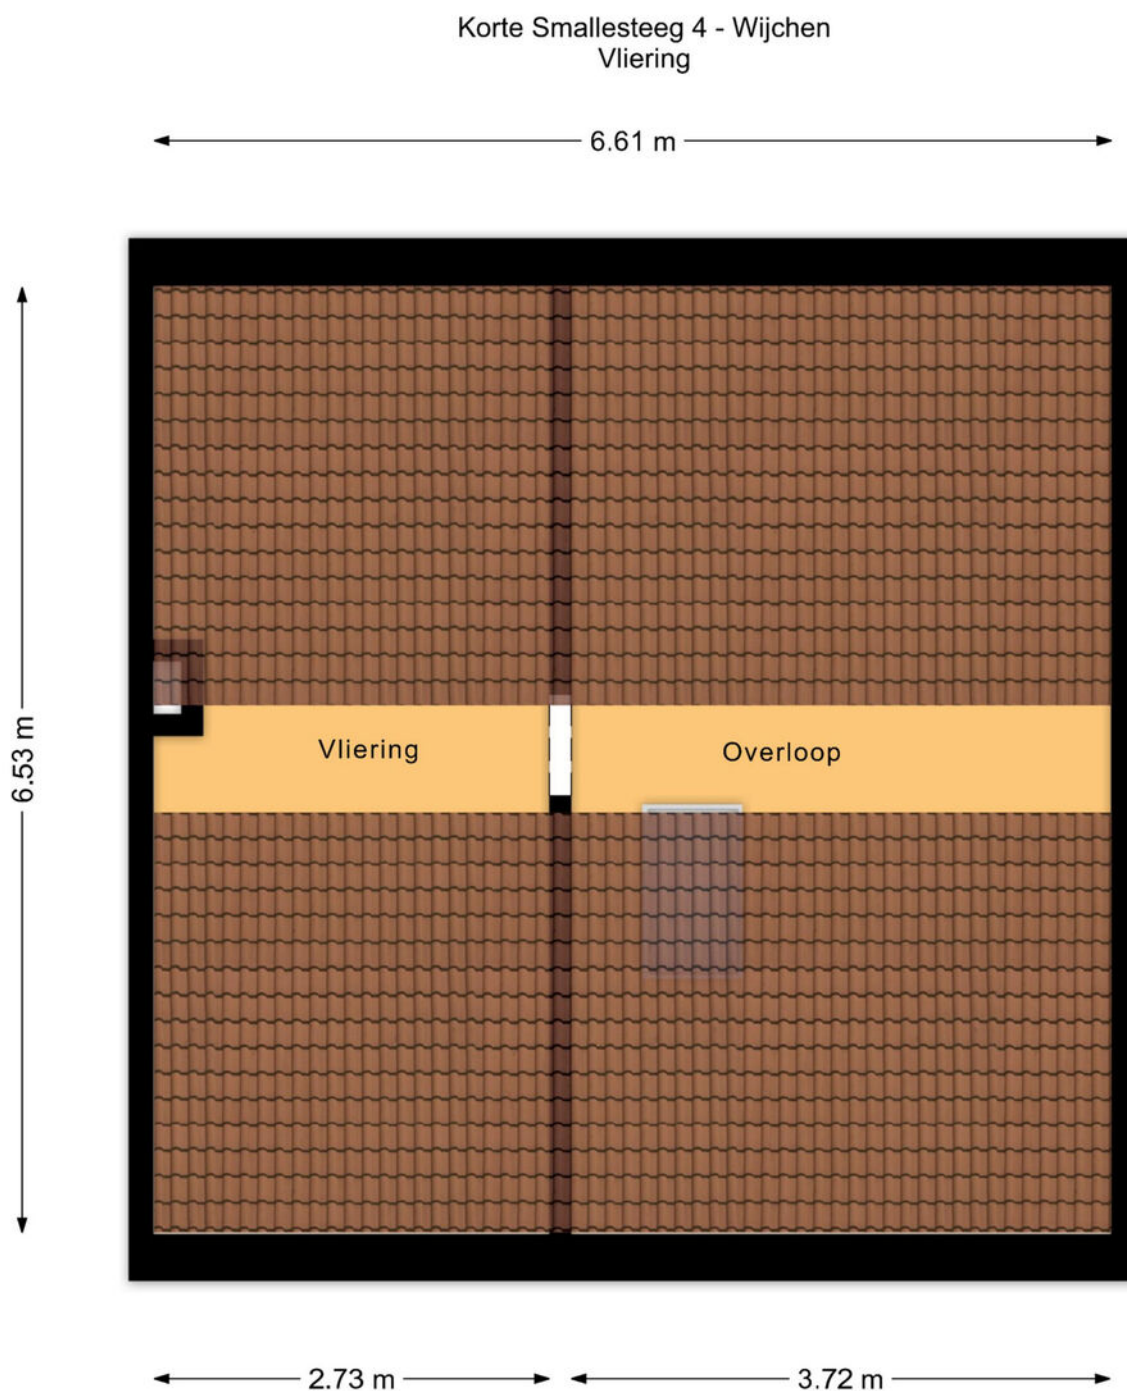 Korte Smallesteeg 4 - Wijchen
Vliering
6.61 m
6.53 m
Vliering
Overloop
2.73 m
3.72 m